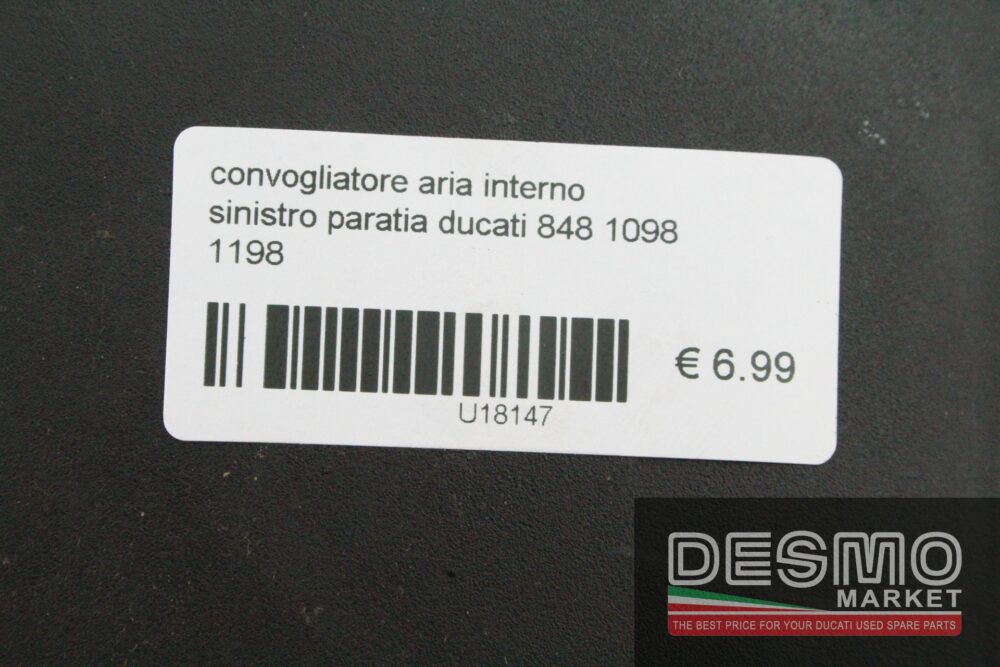 convogliatore aria interno
sinistro paratia ducati 848 1098
1198
€ 6.99
U18147
DESMO
MARKET
THE BEST PRICE FOR YOUR DUCATI USED SPARE PARTS